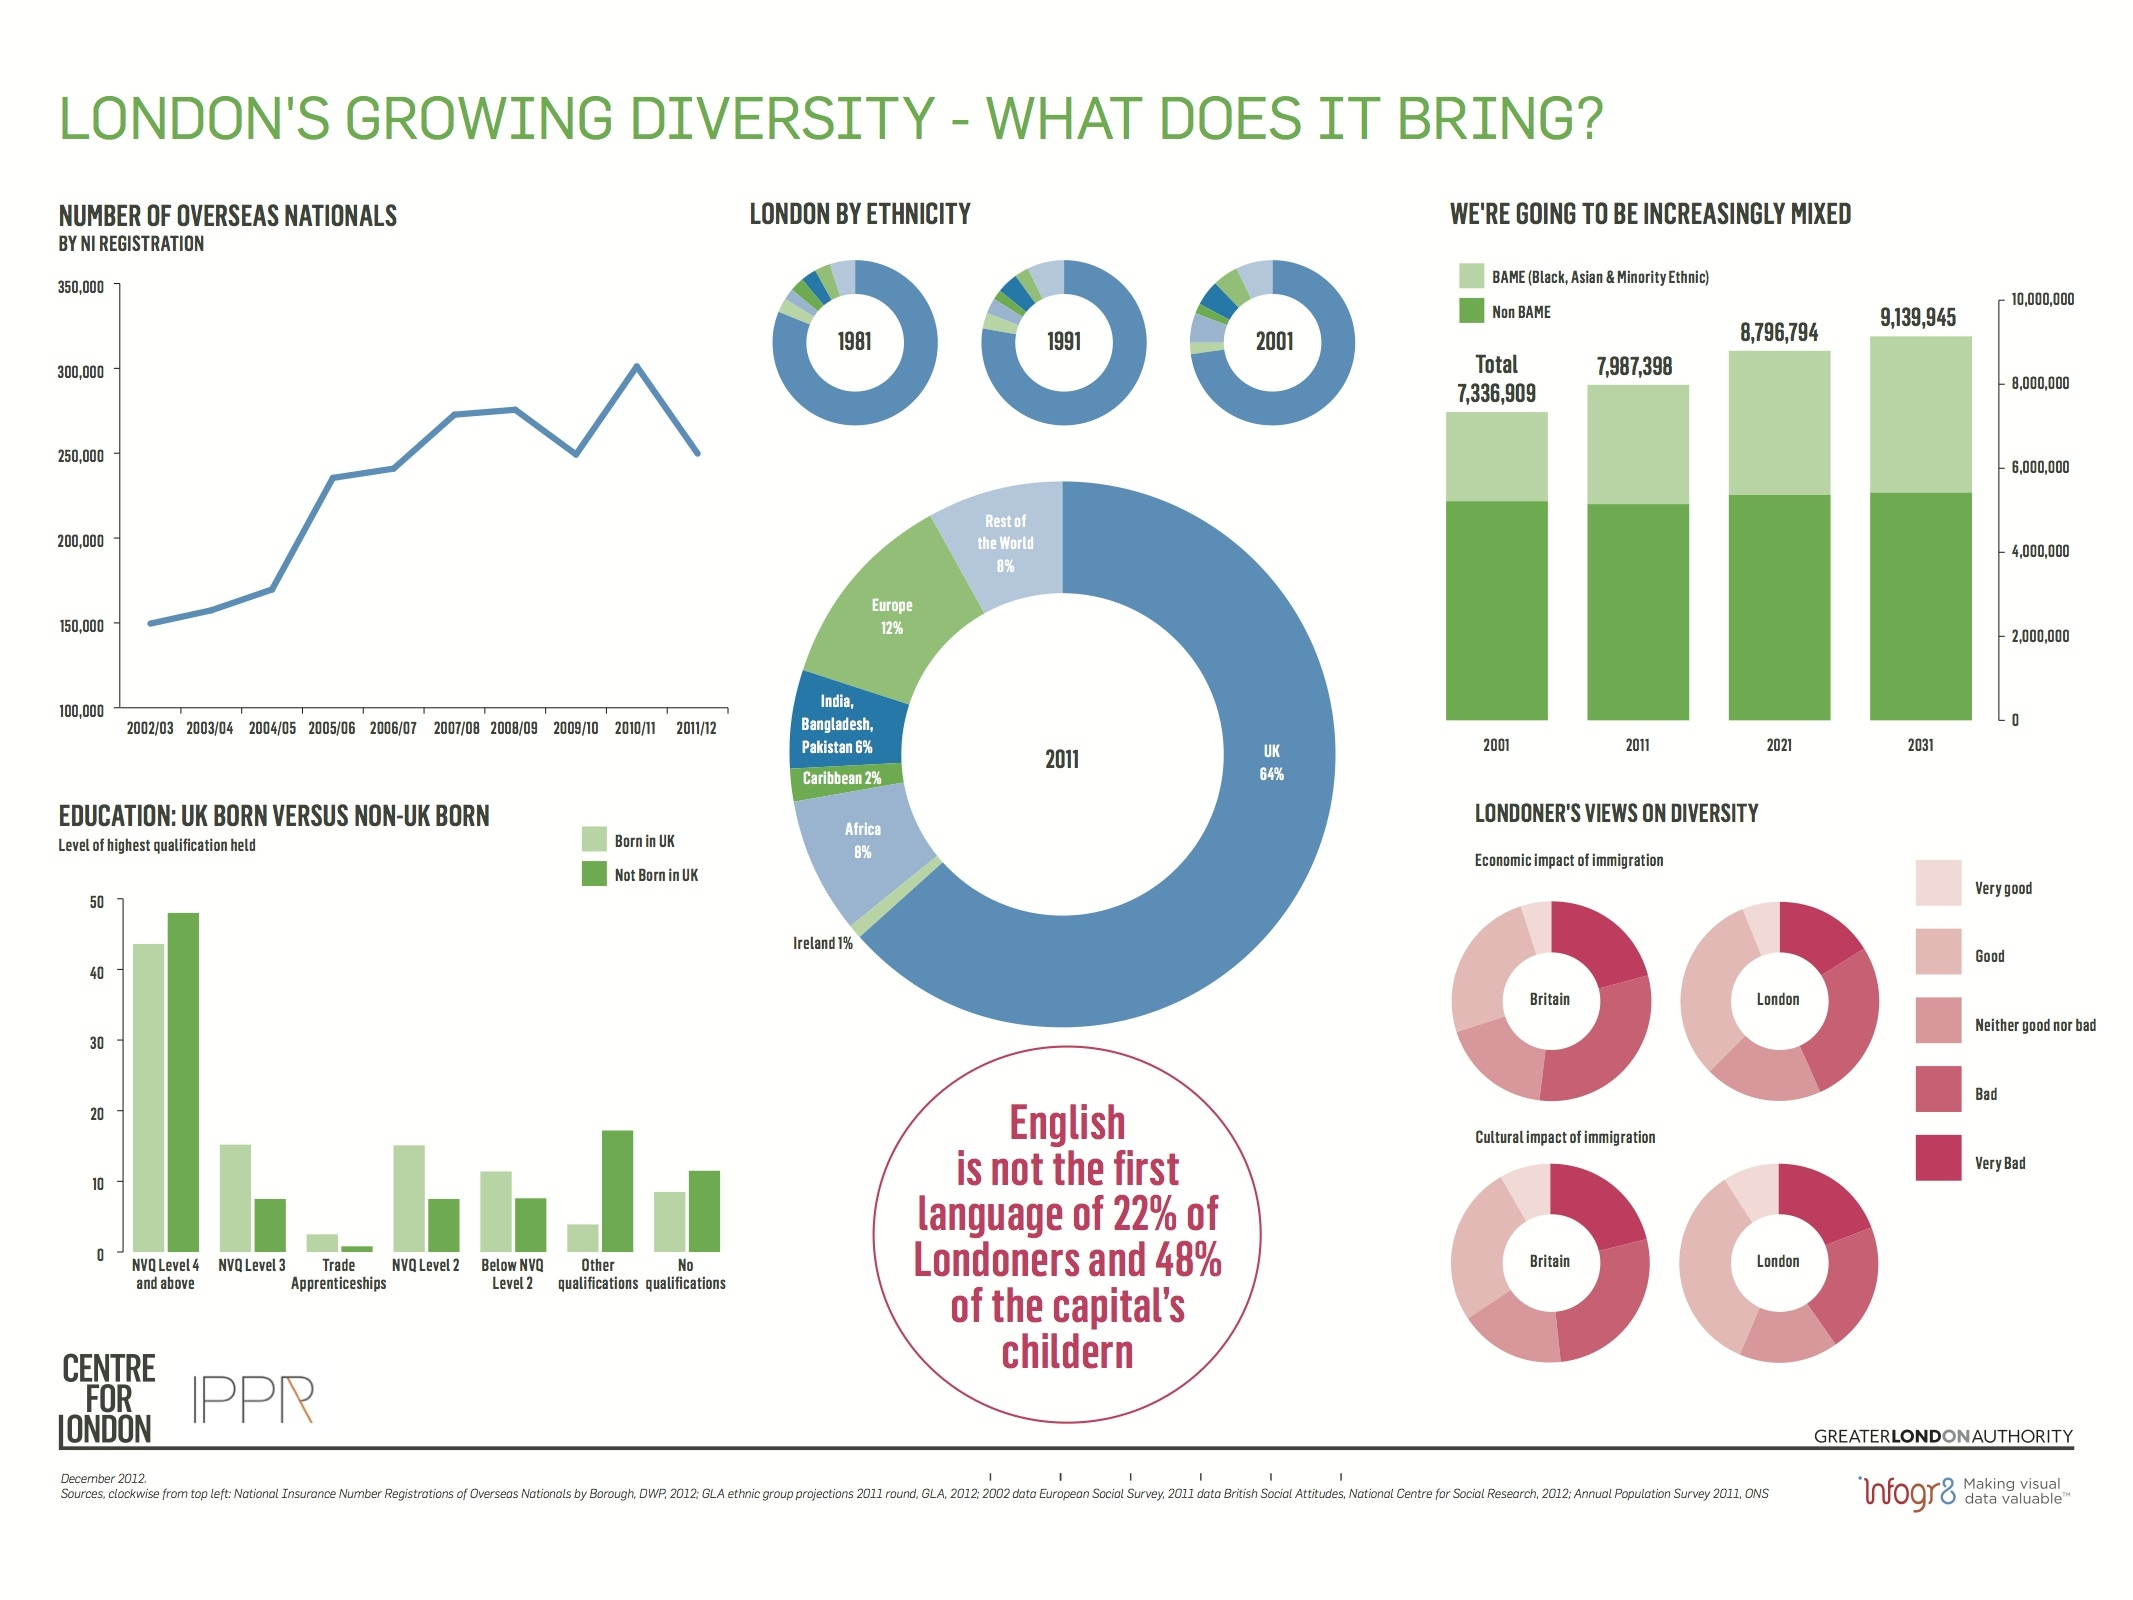 LONDON'S GROWING DIVERSITY - WHAT DOES IT BRING?
NUMBER OF OVERSEAS NATIONALS
BY NI REGISTRATION
350,000
300,000
250,000
200,000
150,000
100,000
2002/03 2003/04 2004/05 2005/06 2006/07 2007/08 2008/09 2009/10 2010/11 2011/12
LONDON BY ETHNICITY
1981
1991
2001
Rest of
the World
8%
Europe
12%
India,
Bangladesh,
Pakistan 6%
Caribbean 2%
Africa
8%
Ireland 1%
UK
64%
2011
WE'RE GOING TO BE INCREASINGLY MIXED
BAME (Black, Asian & Minority Ethnic)
Non BAME
Total
7,336,909
7,987,398
8,796,794
9,139,945
10,000,000
8,000,000
6,000,000
4,000,000
2,000,000
0
2001 2011 2021 2031
EDUCATION: UK BORN VERSUS NON-UK BORN
Level of highest qualification held
Born in UK
Not Born in UK
50
40
30
20
10
0
NVQ Level 4
and above
NVQ Level 3
Trade
Apprenticeships
NVQ Level 2
Below NVQ
Level 2
Other
qualifications
No
qualifications
English
is not the first
language of 22% of
Londoners and 48%
of the capital's
childern
LONDONER'S VIEWS ON DIVERSITY
Economic impact of immigration
Britain
London
Cultural impact of immigration
Britain
London
Very good
Good
Neither good nor bad
Bad
Very Bad
CENTRE
FOR
LONDON
IPPR
GREATERLONDONAUTHORITY
December 2012.
Sources, clockwise from top left: National Insurance Number Registrations of Overseas Nationals by Borough, DWP, 2012; GLA ethnic group projections 2011 round, GLA, 2012; 2002 data European Social Survey, 2011 data British Social Attitudes, National Centre for Social Research, 2012; Annual Population Survey 2011, ONS
infogr8
Making visual
data valuable™